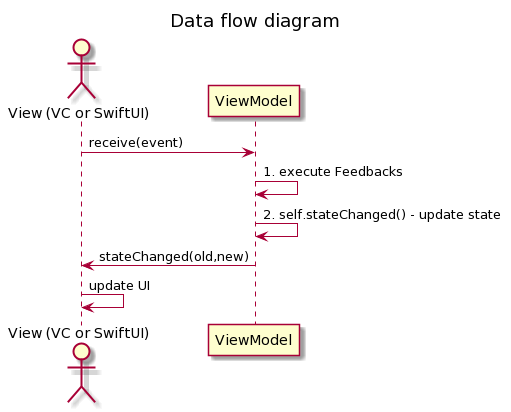 Data flow diagram
View (VC or SwiftUI)
ViewModel
receive(event)
1. execute Feedbacks
2. self.stateChanged() - update state
stateChanged(old,new)
update UI
View (VC or SwiftUI)
ViewModel